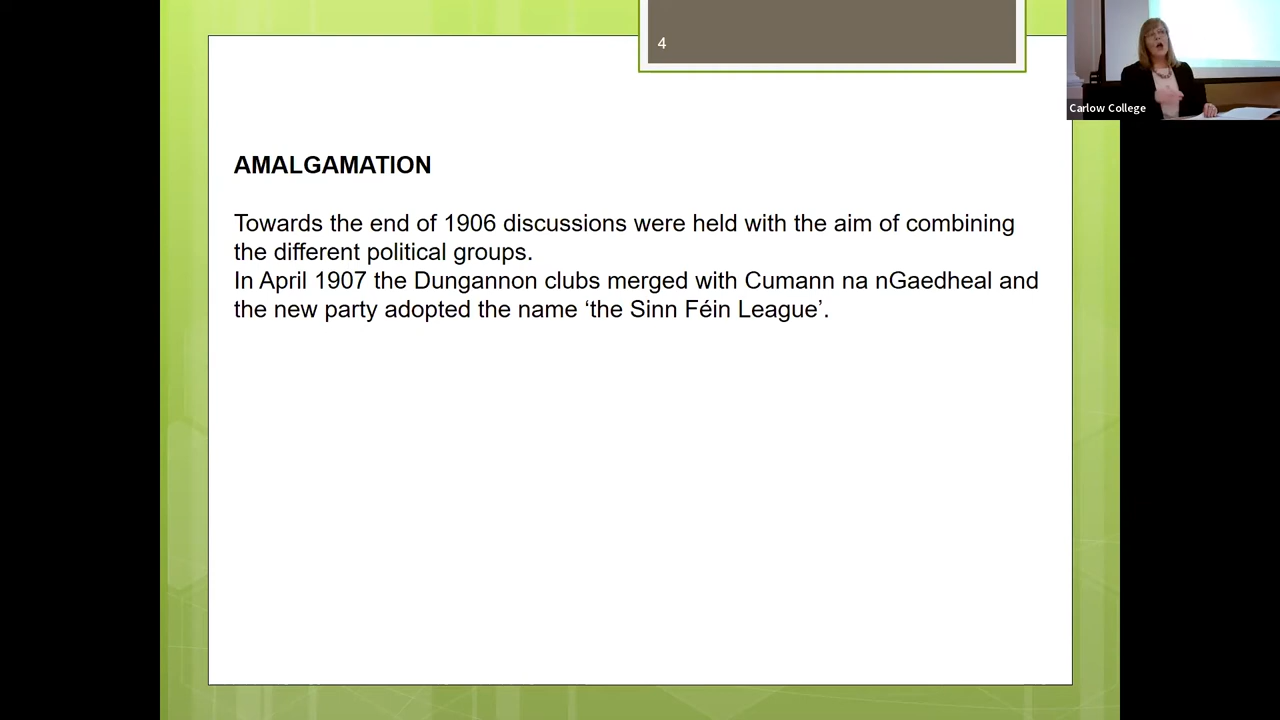 4
Carlow College
AMALGAMATION
Towards the end of 1906 discussions were held with the aim of combining
the different political groups.
In April 1907 the Dungannon clubs merged with Cumann na nGaedheal and
the new party adopted the name ‘the Sinn Féin League’.